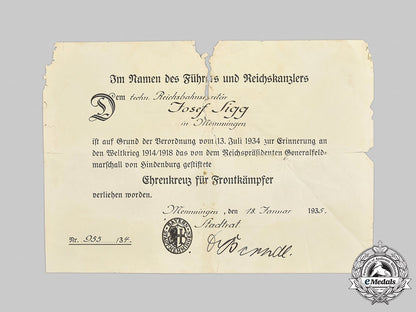 Im Namen des Führers und Reichskanzlers
Dem techn. Reichsbahnsekretär
Josef Sigg
in Memmingen
ist auf Grund der Verordnung vom 13. Juli 1934 zur Erinnerung an
den Weltkrieg 1914/1918 das von dem Reichspräsidenten Generalfeld-
marschall von Hindenburg gestiftete
Ehrenkreuz für Frontkämpfer
verliehen worden.
Memmingen, den 18. Januar 1935.
Stadtrat
Nr. 953 /34.
eMedals